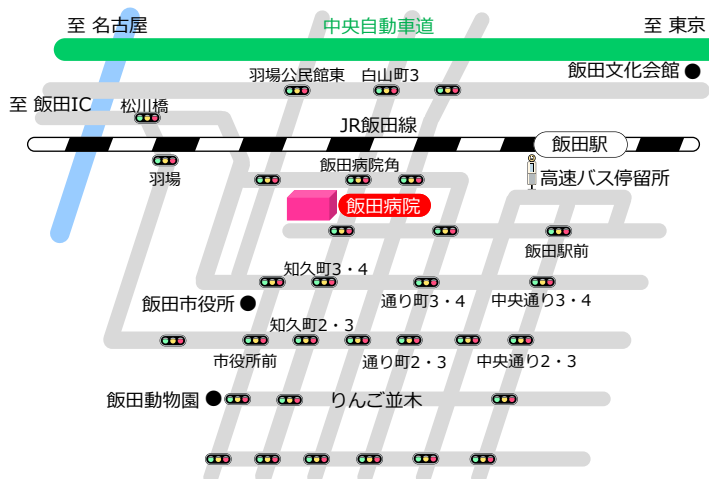 至 名古屋
中央自動車道
至 東京
羽場公民館東
白山町3
飯田文化会館
至 飯田IC
松川橋
JR飯田線
飯田駅
羽場
飯田病院角
高速バス停留所
飯田病院
飯田駅前
知久町3・4
飯田市役所
通り町3・4
中央通り3・4
知久町2・3
市役所前
通り町2・3
中央通り2・3
飯田動物園
りんご並木